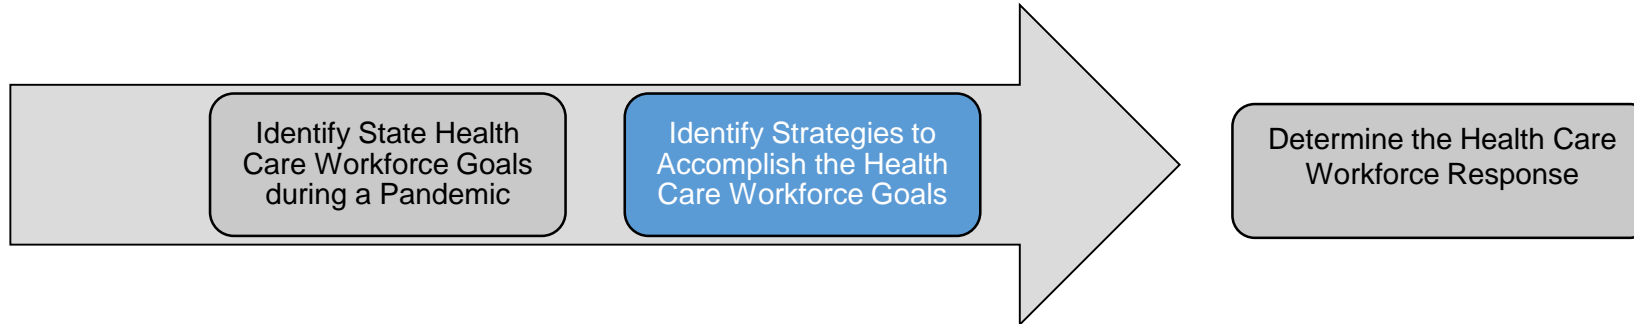 Identify State Health
Care Workforce Goals
during a Pandemic
Identify Strategies to
Accomplish the Health
Care Workforce Goals
Determine the Health Care
Workforce Response